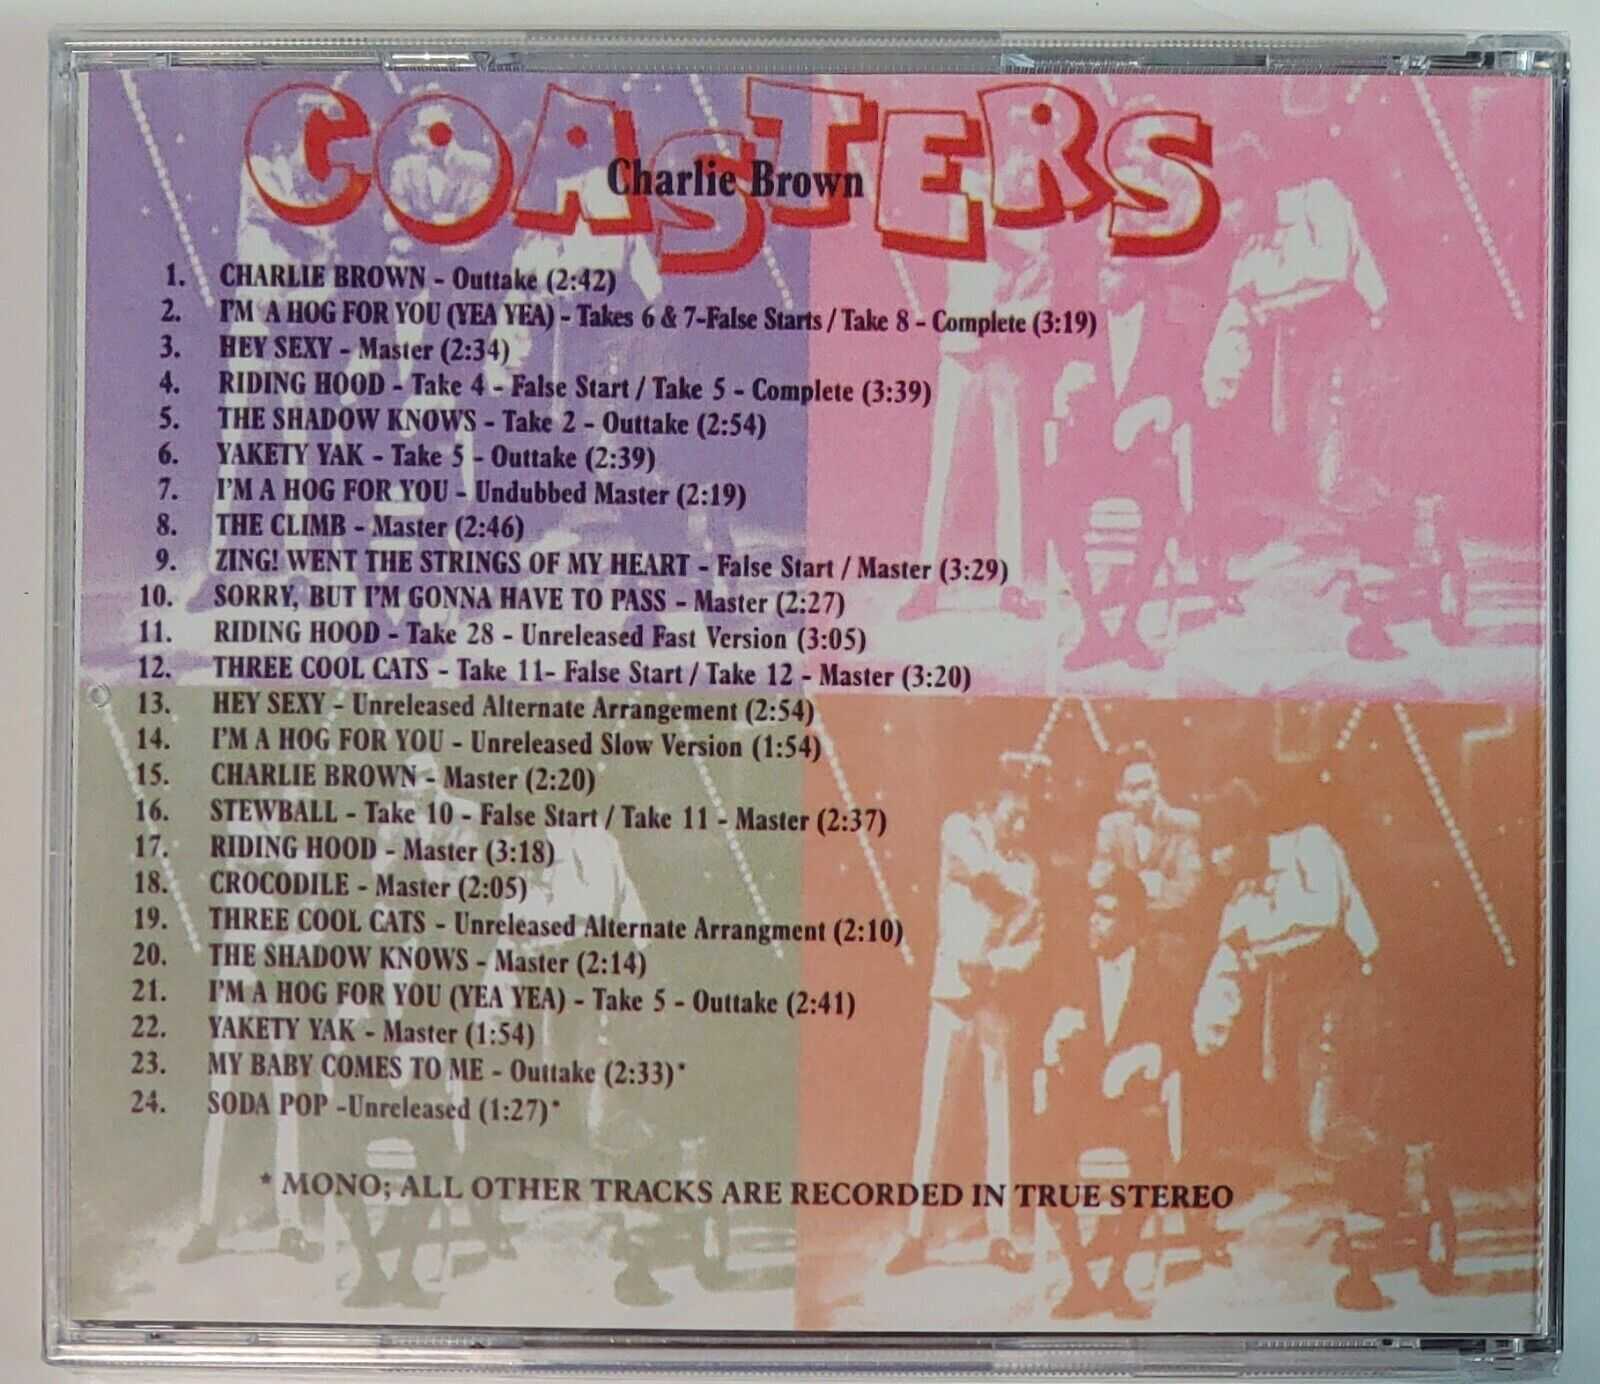 COASTERS
Charlie Brown
1. CHARLIE BROWN - Outtake (2:42)
2. I'M A HOG FOR YOU (YEA YEA) - Takes 6 & 7-False Starts / Take 8 - Complete (3:19)
3. HEY SEXY - Master (2:34)
4. RIDING HOOD - Take 4 - False Start / Take 5 - Complete (3:39)
5. THE SHADOW KNOWS - Take 2 - Outtake (2:54)
6. YAKETY YAK - Take 5 - Outtake (2:39)
7. I'M A HOG FOR YOU - Undubbed Master (2:19)
8. THE CLIMB - Master (2:46)
9. ZING! WENT THE STRINGS OF MY HEART - False Start / Master (3:29)
10. SORRY, BUT I'M GONNA HAVE TO PASS - Master (2:27)
11. RIDING HOOD - Take 28 - Unreleased Fast Version (3:05)
12. THREE COOL CATS - Take 11- False Start / Take 12 - Master (3:20)
13. HEY SEXY - Unreleased Alternate Arrangement (2:54)
14. I'M A HOG FOR YOU - Unreleased Slow Version (1:54)
15. CHARLIE BROWN - Master (2:20)
16. STEWBALL - Take 10 - False Start / Take 11 - Master (2:37)
17. RIDING HOOD - Master (3:18)
18. CROCODILE - Master (2:05)
19. THREE COOL CATS - Unreleased Alternate Arrangment (2:10)
20. THE SHADOW KNOWS - Master (2:14)
21. I'M A HOG FOR YOU (YEA YEA) - Take 5 - Outtake (2:41)
22. YAKETY YAK - Master (1:54)
23. MY BABY COMES TO ME - Outtake (2:33)*
24. SODA POP -Unreleased (1:27)*
* MONO; ALL OTHER TRACKS ARE RECORDED IN TRUE STEREO